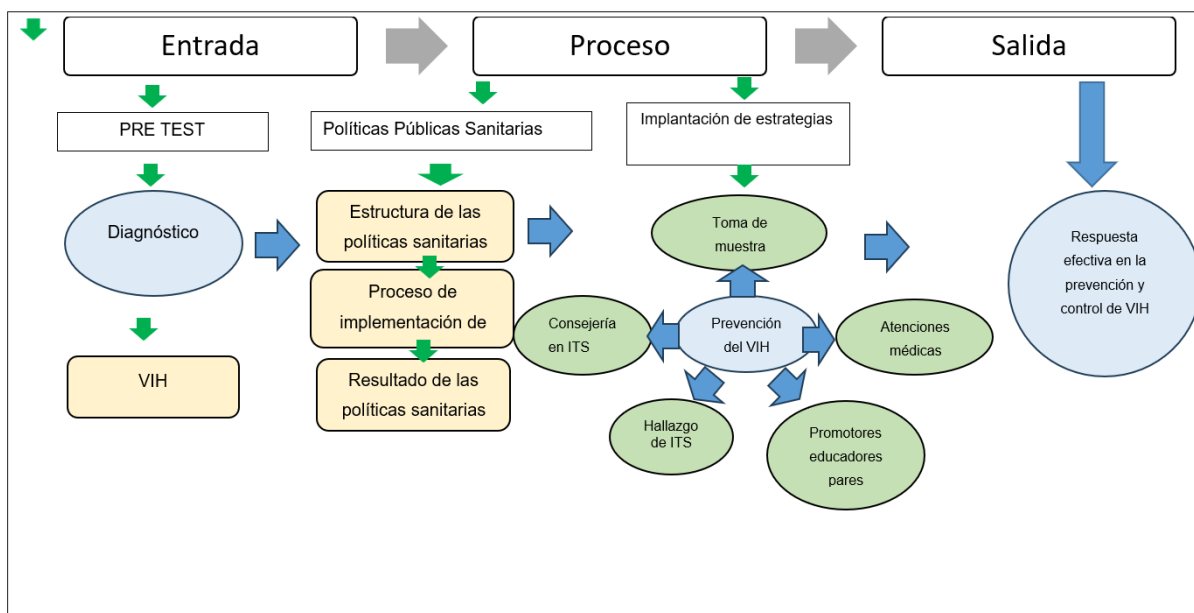 Entrada
Proceso
Salida
PRE TEST
Políticas Públicas Sanitarias
Implantación de estrategias
Diagnóstico
VIH
Estructura de las
políticas sanitarias
Proceso de
implementación de
Resultado de las
políticas sanitarias
Toma de
muestra
Consejería
en ITS
Prevención
del VIH
Atenciones
médicas
Hallazgo
de ITS
Promotores
educadores
pares
Respuesta
efectiva en la
prevención y
control de VIH